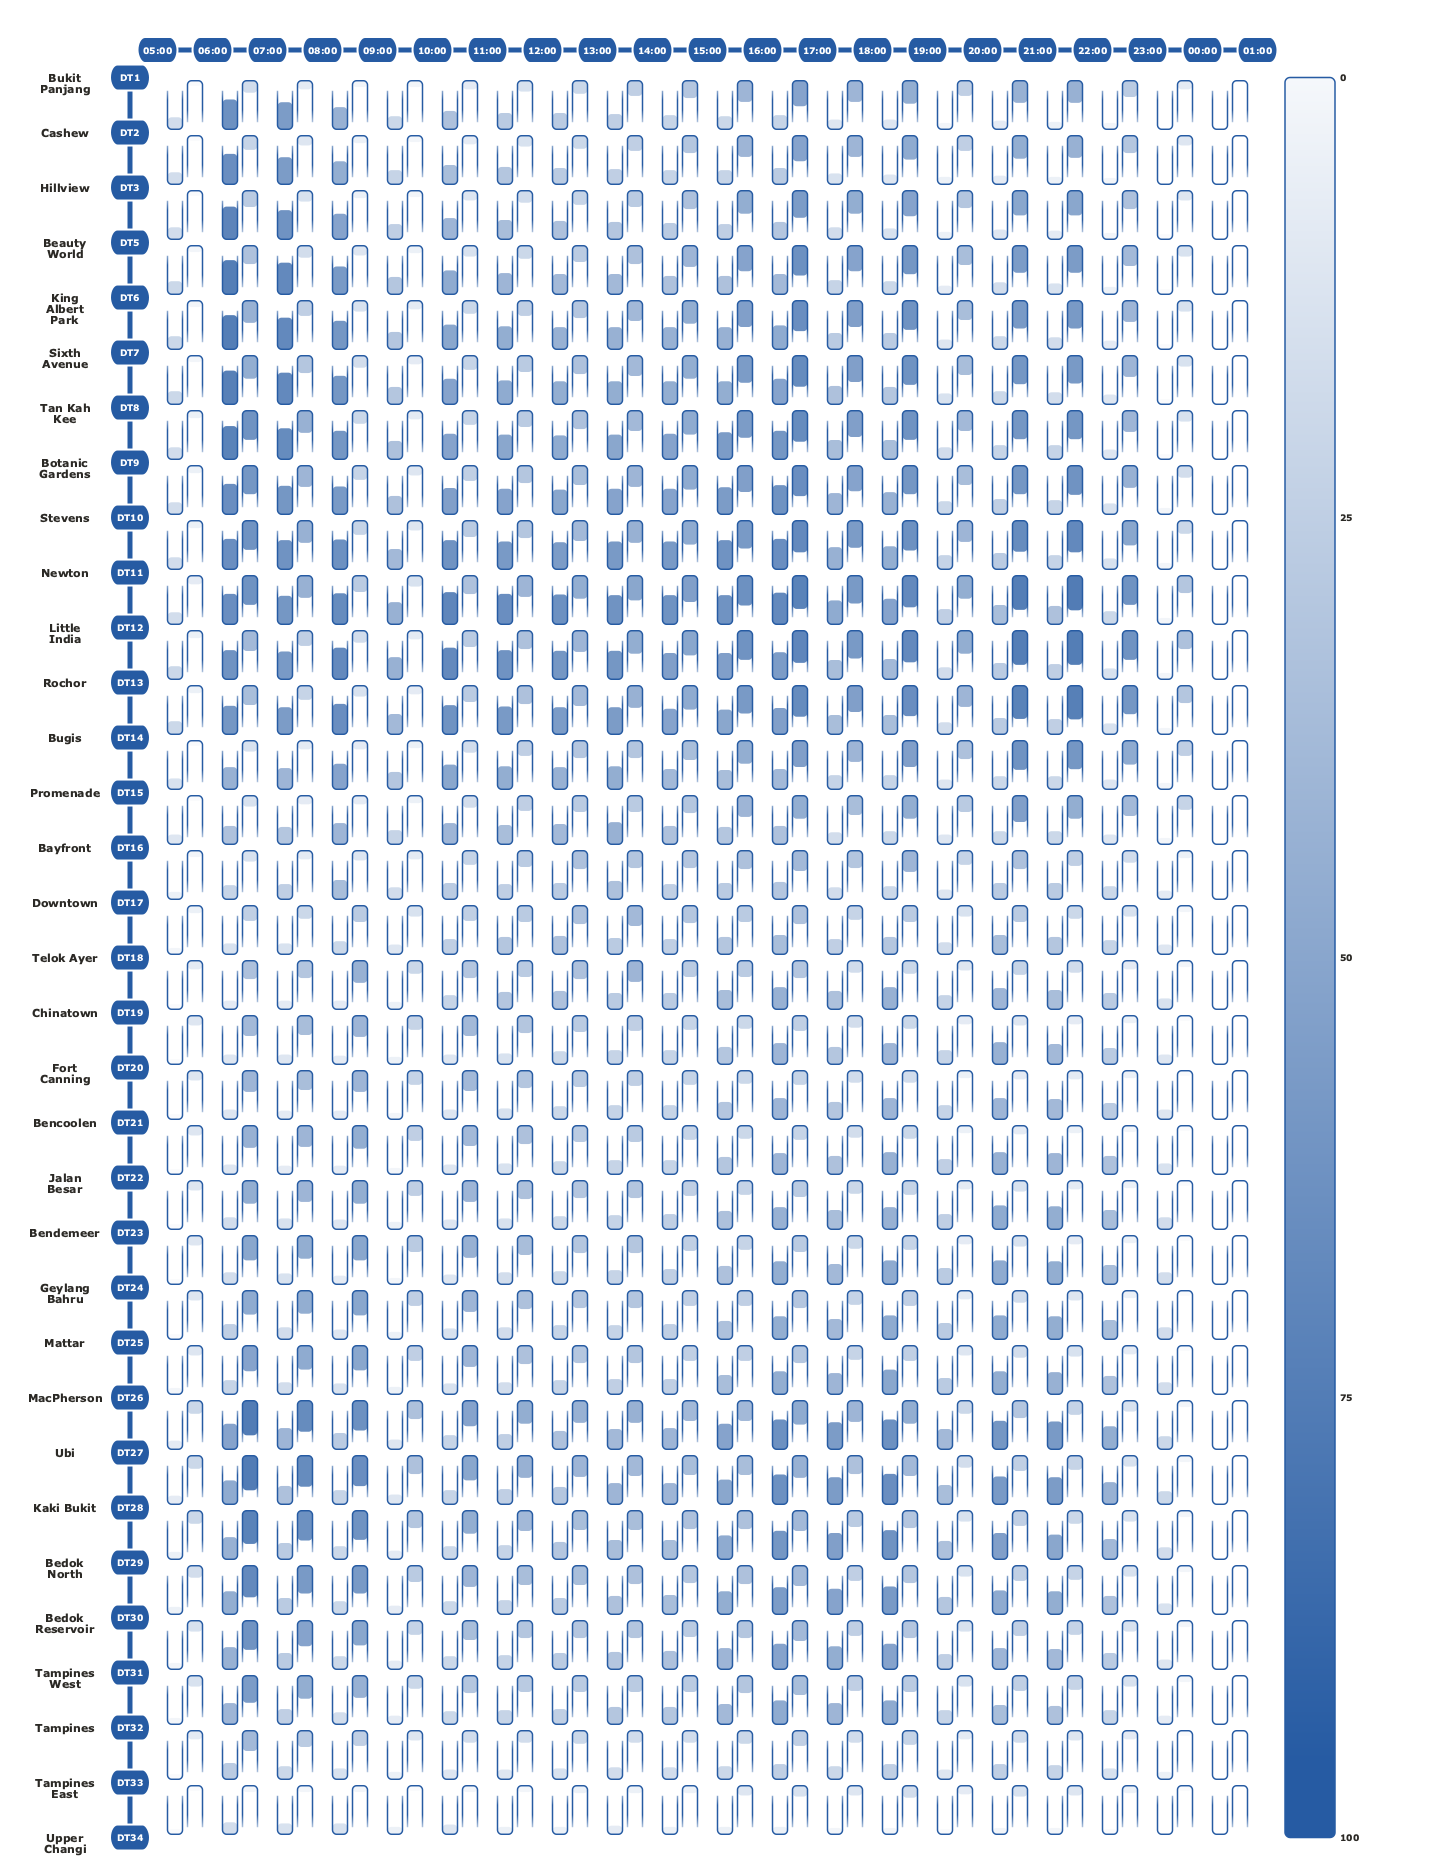 05:00 06:00 07:00 08:00 09:00 10:00 11:00 12:00 13:00 14:00 15:00 16:00 17:00 18:00 19:00 20:00 21:00 22:00 23:00 00:00 01:00
Bukit
Panjang
DT1
Cashew DT2
Hillview DT3
Beauty
World
DT5
King
Albert
Park
DT6
Sixth
Avenue
DT7
Tan Kah
Kee
DT8
Botanic
Gardens
DT9
Stevens DT10
Newton DT11
Little
India
DT12
Rochor DT13
Bugis DT14
Promenade DT15
Bayfront DT16
Downtown DT17
Telok Ayer DT18
Chinatown DT19
Fort
Canning
DT20
Bencoolen DT21
Jalan
Besar
DT22
Bendemeer DT23
Geylang
Bahru
DT24
Mattar DT25
MacPherson DT26
Ubi DT27
Kaki Bukit DT28
Bedok
North
DT29
Bedok
Reservoir
DT30
Tampines
West
DT31
Tampines DT32
Tampines
East
DT33
Upper
Changi
DT34
0
25
50
75
100